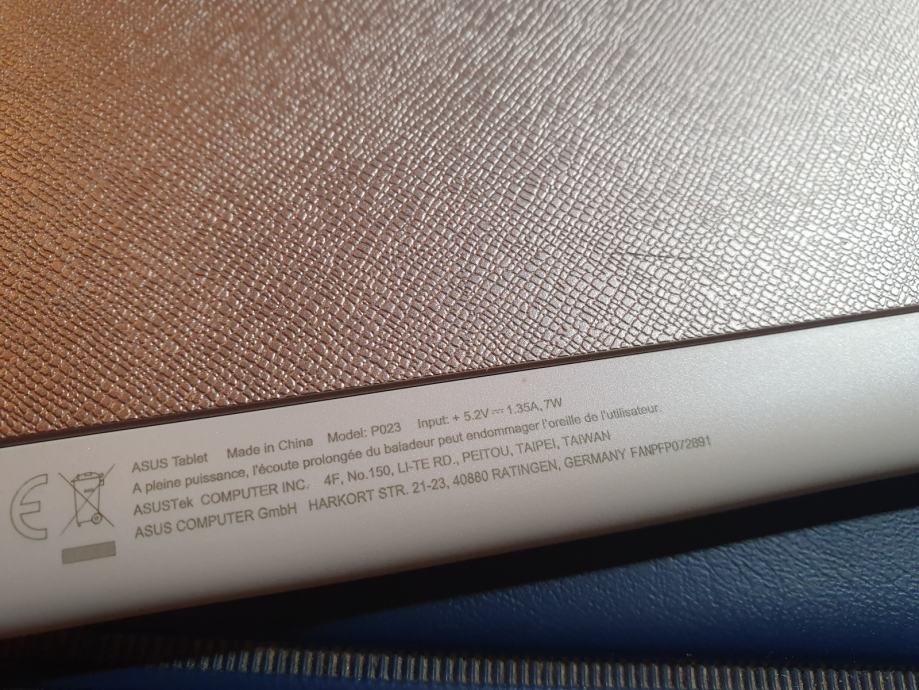 ASUS Tablet Made in China Model: P023 Input: + 5.2V ⎓ 1.35A, 7W
A pleine puissance, l'écoute prolongée du baladeur peut endommager l'oreille de l'utilisateur.
ASUSTek COMPUTER INC. 4F, No.150, LI-TE RD., PEITOU, TAIPEI, TAIWAN
ASUS COMPUTER GmbH HARKORT STR. 21-23, 40880 RATINGEN, GERMANY FANPFP072891
CE